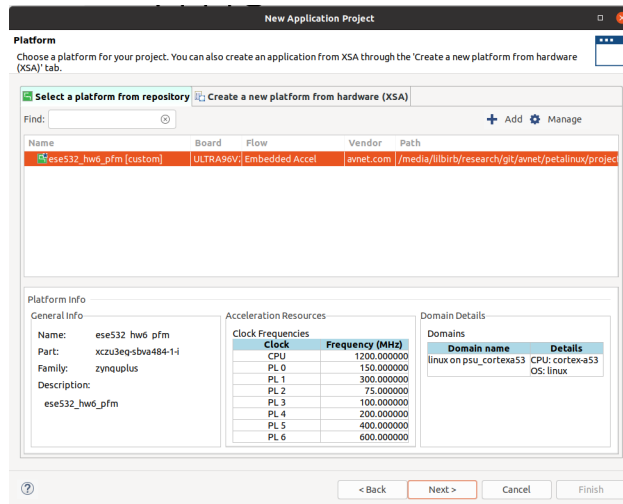 New Application Project
Platform
Choose a platform for your project. You can also create an application from XSA through the 'Create a new platform from hardware
(XSA)' tab.
Select a platform from repository Create a new platform from hardware (XSA)
Find: Add Manage
Name Board Flow Vendor Path
ese532_hw6_pfm [custom] ULTRA96V2 Embedded Accel avnet.com /media/lilbirb/research/git/avnet/petalinux/project
Platform Info
General Info Acceleration Resources Domain Details
Name: ese532_hw6_pfm
Part: xczu3eg-sbva484-1-i
Family: zynquplus
Description:
ese532_hw6_pfm
Clock Frequencies
Clock Frequency (MHz)
CPU 1200.000000
PL 0 150.000000
PL 1 300.000000
PL 2 75.000000
PL 3 100.000000
PL 4 200.000000
PL 5 400.000000
PL 6 600.000000
Domains
Domain name Details
linux on psu_cortexa53 CPU: cortex-a53
OS: linux
< Back Next > Cancel Finish